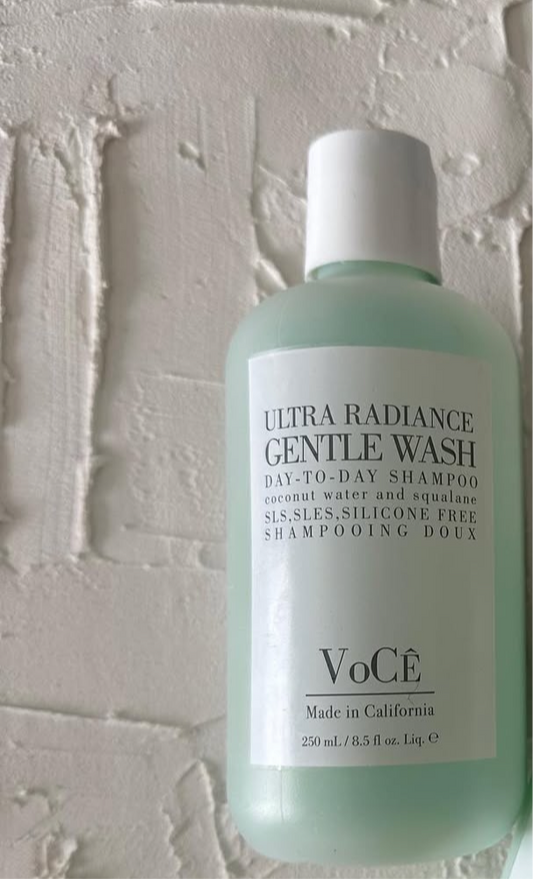 ULTRA RADIANCE
GENTLE WASH
DAY-TO-DAY SHAMPOO
coconut water and squalane
SLS,SLES,SILICONE FREE
SHAMPOOING DOUX
VoCÊ
Made in California
250 mL / 8.5 fl oz. Liq. ℮